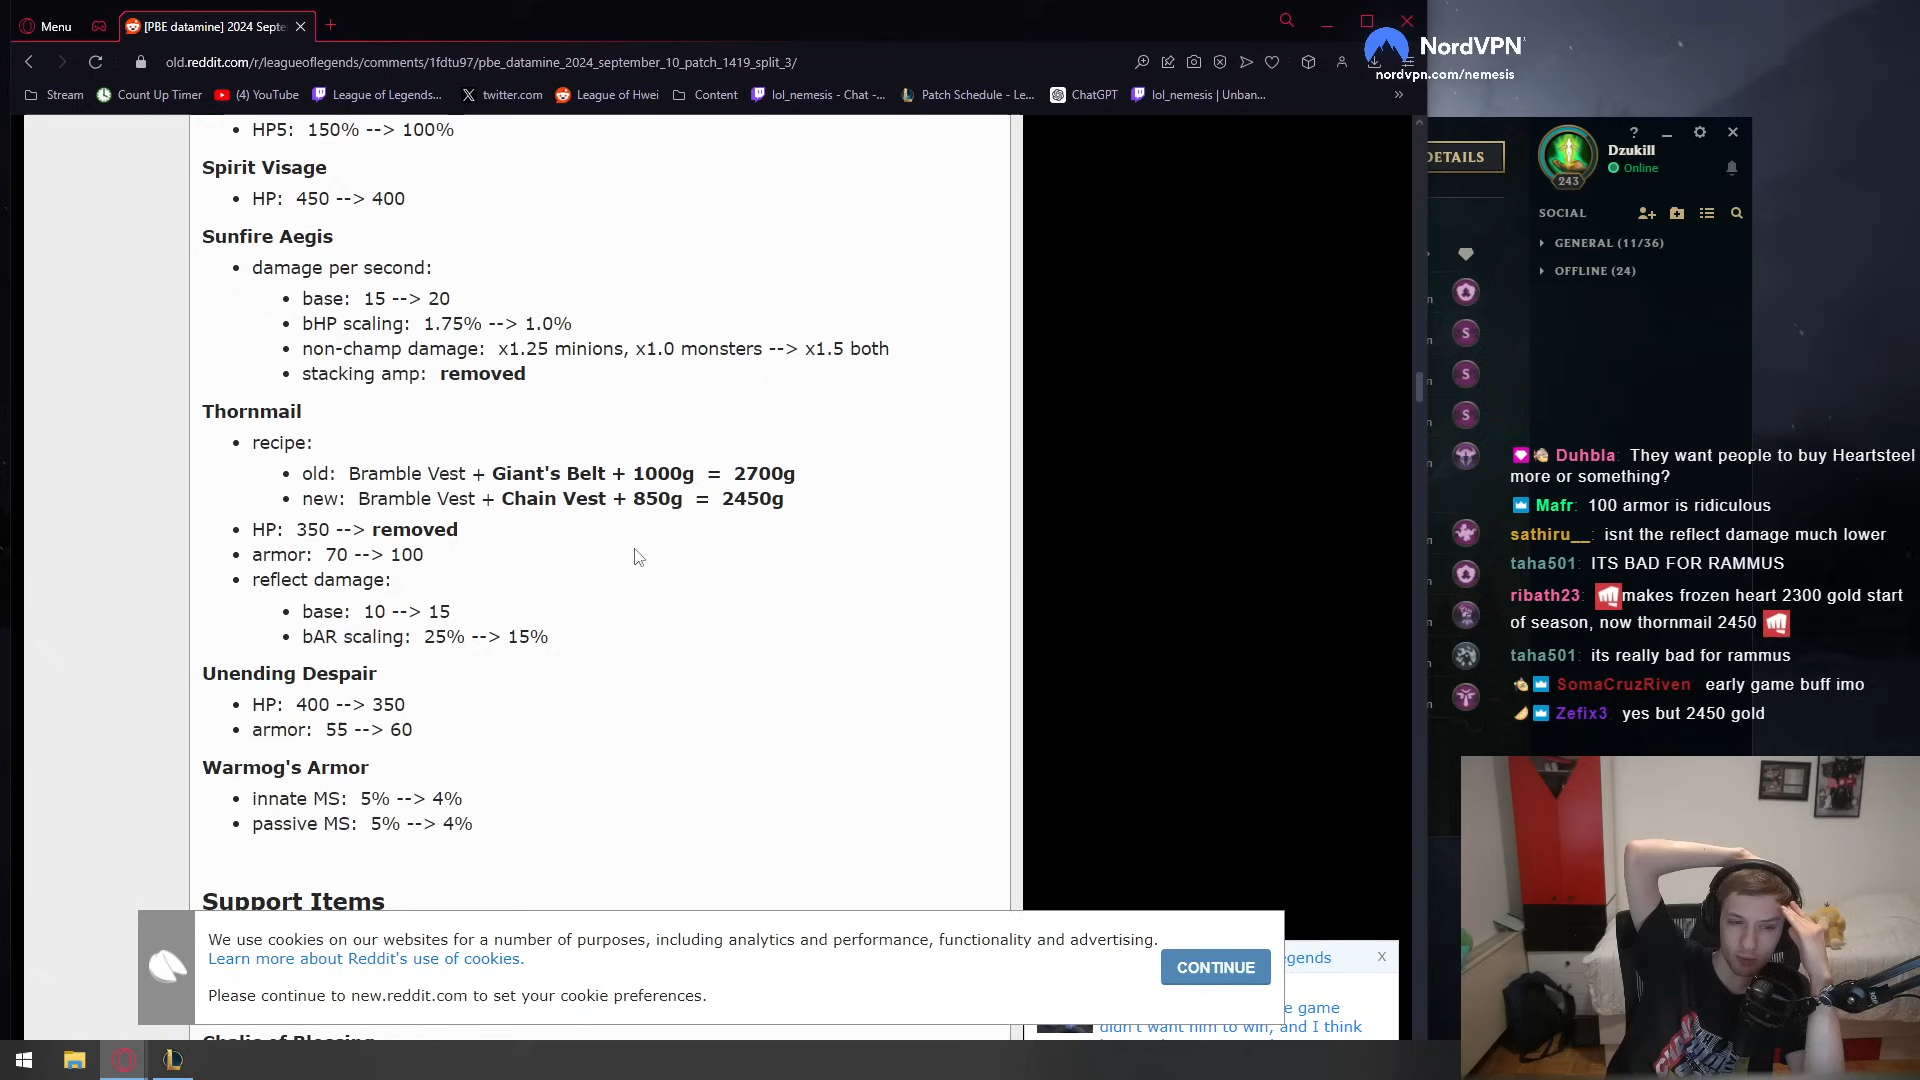 Menu
[PBE datamine] 2024 Septe
old.reddit.com/r/leagueoflegends/comments/1fdtu97/pbe_datamine_2024_september_10_patch_1419_split_3/
NordVPN
nordvpn.com/nemesis
Stream
Count Up Timer
(4) YouTube
League of Legends...
twitter.com
League of Hwei
Content
lol_nemesis - Chat -...
Patch Schedule - Le...
ChatGPT
lol_nemesis | Unban...
»
• HP5: 150% --> 100%
Spirit Visage
• HP: 450 --> 400
Sunfire Aegis
• damage per second:
• base: 15 --> 20
• bHP scaling: 1.75% --> 1.0%
• non-champ damage: x1.25 minions, x1.0 monsters --> x1.5 both
• stacking amp: removed
Thornmail
• recipe:
• old: Bramble Vest + Giant's Belt + 1000g = 2700g
• new: Bramble Vest + Chain Vest + 850g = 2450g
• HP: 350 --> removed
• armor: 70 --> 100
• reflect damage:
• base: 10 --> 15
• bAR scaling: 25% --> 15%
Unending Despair
• HP: 400 --> 350
• armor: 55 --> 60
Warmog's Armor
• innate MS: 5% --> 4%
• passive MS: 5% --> 4%
Support Items
We use cookies on our websites for a number of purposes, including analytics and performance, functionality and advertising.
Learn more about Reddit's use of cookies.
Please continue to new.reddit.com to set your cookie preferences.
CONTINUE
Chalice of Blessing
egends
X
e game
didn't want him to win, and I think
DETAILS
?
Dzukill
Online
243
SOCIAL
GENERAL (11/36)
OFFLINE (24)
S
S
S
Duhbla: They want people to buy Heartsteel
more or something?
Mafr: 100 armor is ridiculous
sathiru__: isnt the reflect damage much lower
taha501: ITS BAD FOR RAMMUS
ribath23: makes frozen heart 2300 gold start
of season, now thornmail 2450
taha501: its really bad for rammus
SomaCruzRiven: early game buff imo
Zefix3: yes but 2450 gold